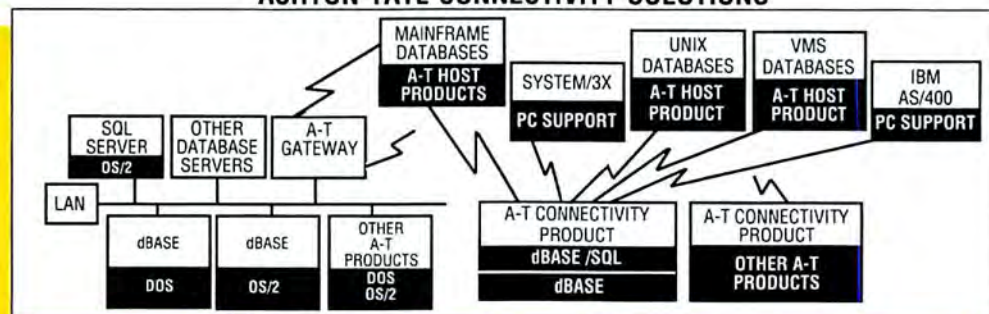 ASHTON-TATE CONNECTIVITY SOLUTIONS
MAINFRAME
DATABASES
A-T HOST
PRODUCTS
SYSTEM/3X
PC SUPPORT
UNIX
DATABASES
A-T HOST
PRODUCT
VMS
DATABASES
A-T HOST
PRODUCT
IBM
AS/400
PC SUPPORT
SQL
SERVER
OS/2
OTHER
DATABASE
SERVERS
A-T
GATEWAY
LAN
dBASE
DOS
dBASE
OS/2
OTHER
A-T
PRODUCTS
DOS
OS/2
A-T CONNECTIVITY
PRODUCT
dBASE /SQL
dBASE
A-T CONNECTIVITY
PRODUCT
OTHER A-T
PRODUCTS